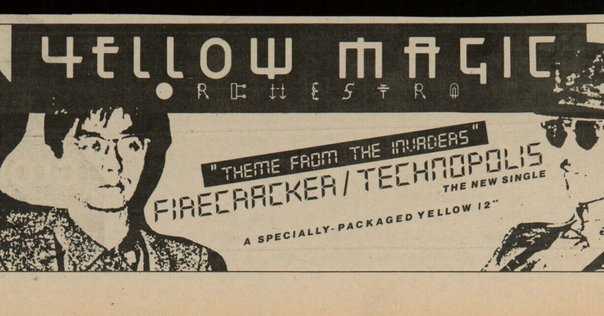 YELLOW MAGIC
ORCHESTRA
"THEME FROM THE INVADERS"
FIRECRACKER/TECHNOPOLIS
THE NEW SINGLE
A SPECIALLY-PACKAGED YELLOW 12"